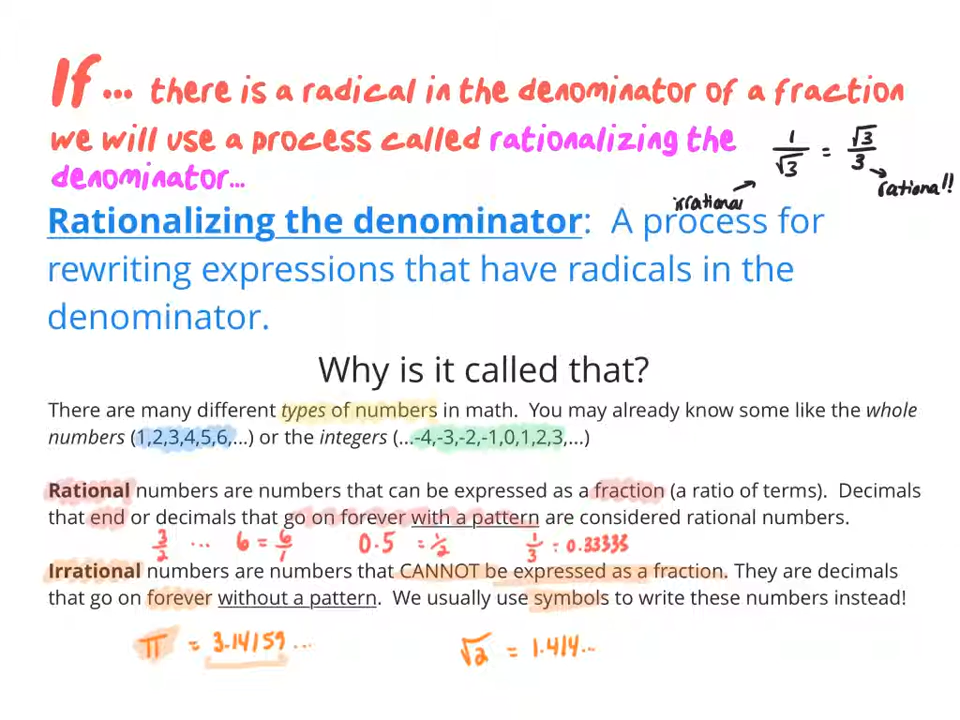 If... there is a radical in the denominator of a fraction
we will use a process called rationalizing the
denominator...
1/√3 = √3/3
irrational
rational!!
Rationalizing the denominator: A process for
rewriting expressions that have radicals in the
denominator.
Why is it called that?
There are many different types of numbers in math. You may already know some like the whole
numbers (1,2,3,4,5,6,...) or the integers (...-4,-3,-2,-1,0,1,2,3,...)
Rational numbers are numbers that can be expressed as a fraction (a ratio of terms). Decimals
that end or decimals that go on forever with a pattern are considered rational numbers.
3/2 ... 6 = 6/1 0.5 = 1/2 1/3 = 0.33333
Irrational numbers are numbers that CANNOT be expressed as a fraction. They are decimals
that go on forever without a pattern. We usually use symbols to write these numbers instead!
π = 3.14159... √2 = 1.414...